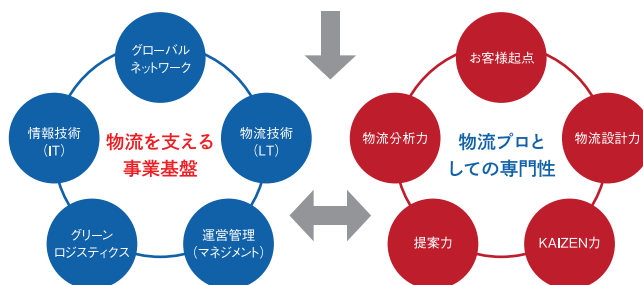 グローバル
ネットワーク
情報技術
(IT)
物流を支える
事業基盤
物流技術
(LT)
グリーン
ロジスティクス
運営管理
(マネジメント)
お客様起点
物流分析力
物流プロと
しての専門性
物流設計力
提案力
KAIZEN力